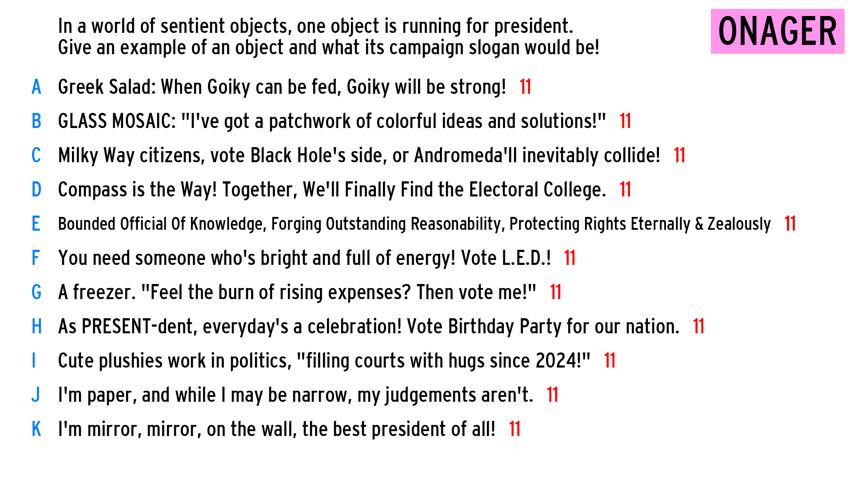 In a world of sentient objects, one object is running for president.
Give an example of an object and what its campaign slogan would be!
ONAGER
A Greek Salad: When Goiky can be fed, Goiky will be strong! 11
B GLASS MOSAIC: "I've got a patchwork of colorful ideas and solutions!" 11
C Milky Way citizens, vote Black Hole's side, or Andromeda'll inevitably collide! 11
D Compass is the Way! Together, We'll Finally Find the Electoral College. 11
E Bounded Official Of Knowledge, Forging Outstanding Reasonability, Protecting Rights Eternally & Zealously 11
F You need someone who's bright and full of energy! Vote L.E.D.! 11
G A freezer. "Feel the burn of rising expenses? Then vote me!" 11
H As PRESENT-dent, everyday's a celebration! Vote Birthday Party for our nation. 11
I Cute plushies work in politics, "filling courts with hugs since 2024!" 11
J I'm paper, and while I may be narrow, my judgements aren't. 11
K I'm mirror, mirror, on the wall, the best president of all! 11